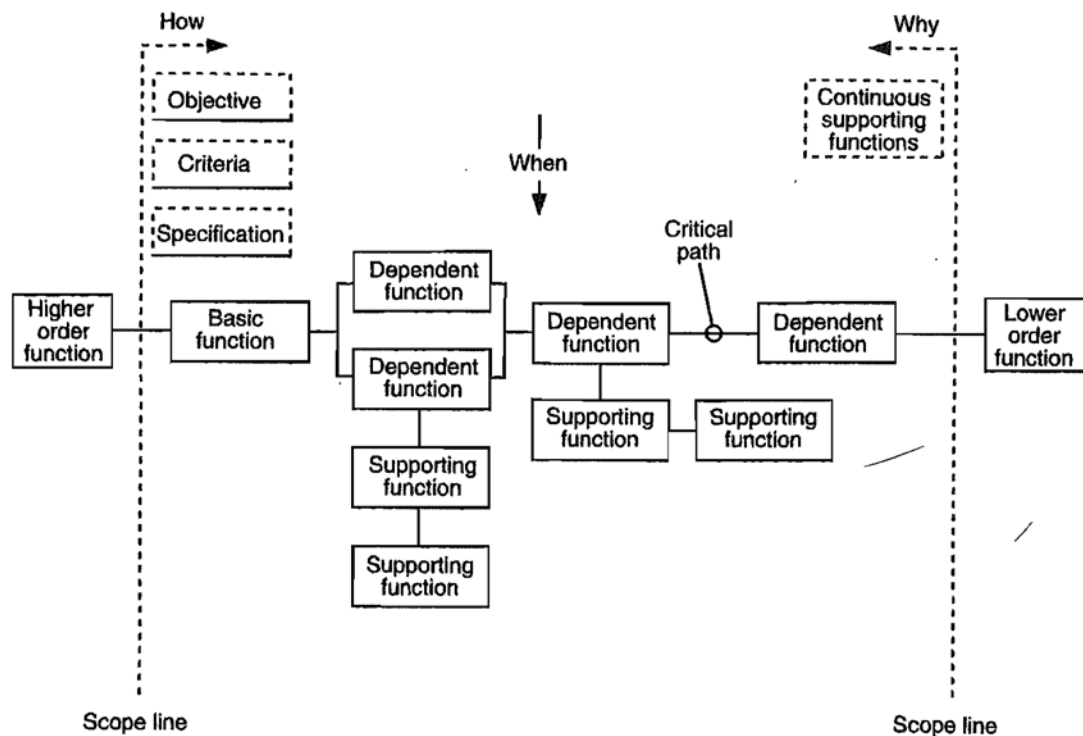 How
Why
Objective
Continuous
supporting
functions
Criteria
When
Specification
Critical
path
Dependent
function
Higher
order
function
Basic
function
Dependent
function
Dependent
function
Lower
order
function
Dependent
function
Supporting
function
Supporting
function
Supporting
function
Supporting
function
Scope line
Scope line